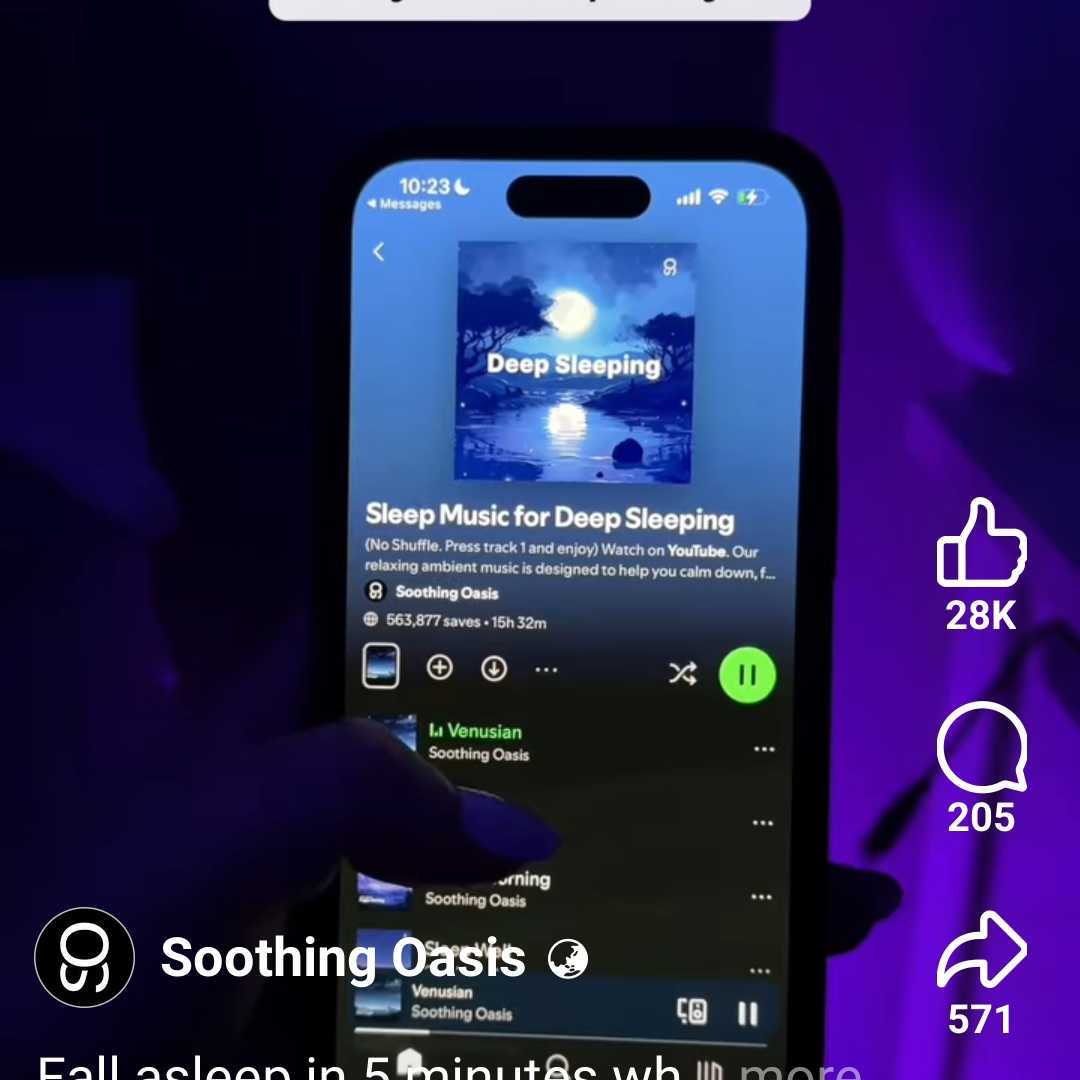 10:23
Messages
Deep Sleeping
Sleep Music for Deep Sleeping
(No Shuffle. Press track 1 and enjoy) Watch on YouTube. Our
relaxing ambient music is designed to help you calm down, f...
Soothing Oasis
563,877 saves • 15h 32m
Venusian
Soothing Oasis
Soothing Oasis
Sleep Well
Venusian
Soothing Oasis
28K
205
571
Soothing Oasis
Fall asleep in 5 minutes wh
more